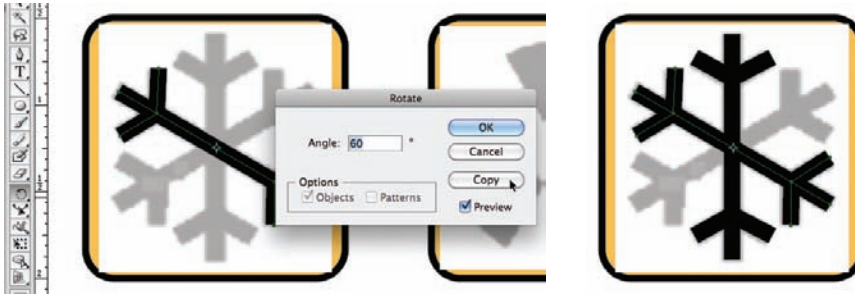 Rotate
Angle: 60 °
OK
Cancel
Options
Objects Patterns
Copy
Preview